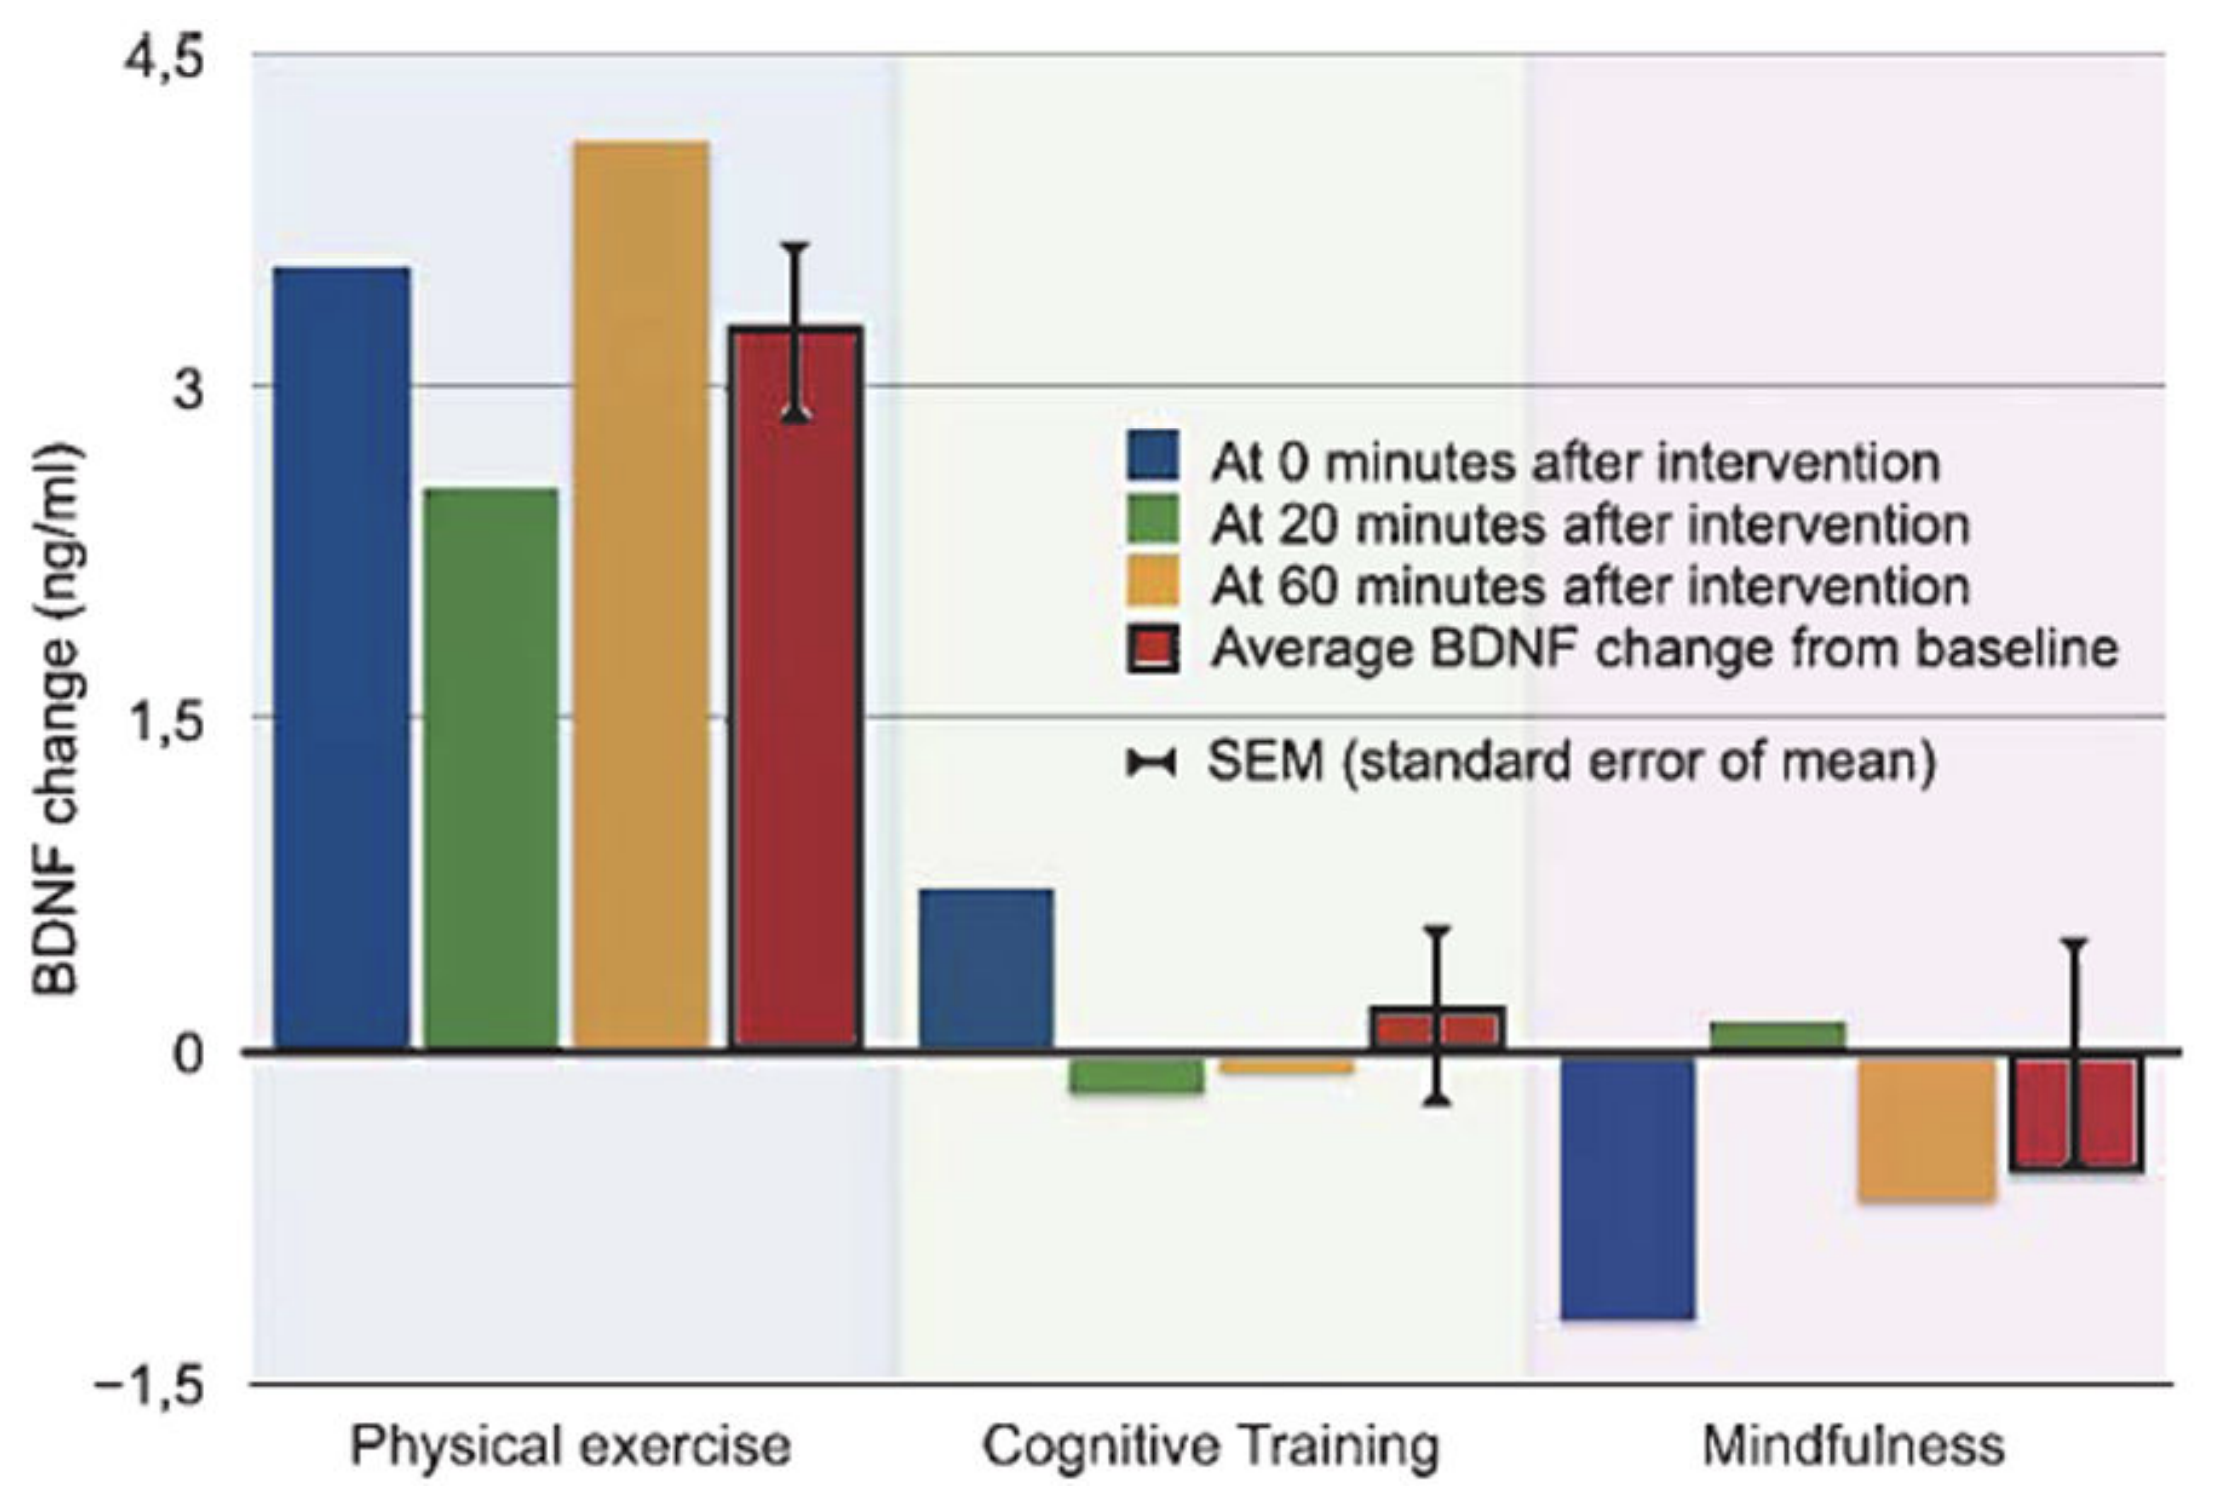 4,5
3
1,5
0
−1,5
BDNF change (ng/ml)
At 0 minutes after intervention
At 20 minutes after intervention
At 60 minutes after intervention
Average BDNF change from baseline
SEM (standard error of mean)
Physical exercise
Cognitive Training
Mindfulness